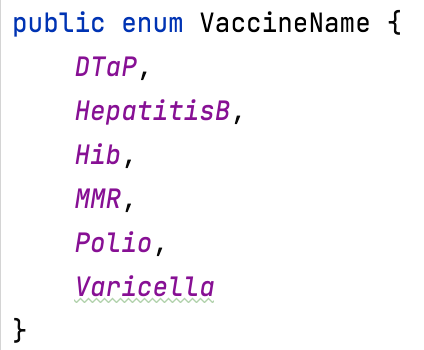 public enum VaccineName {
    DTaP,
    HepatitisB,
    Hib,
    MMR,
    Polio,
    Varicella
}